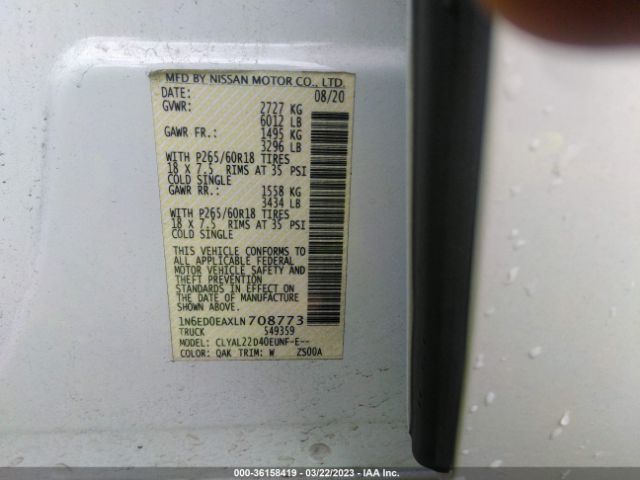 MFD BY NISSAN MOTOR CO., LTD.
DATE: 08/20
GVWR: 2727 KG
6012 LB
GAWR FR.: 1495 KG
3296 LB
WITH P265/60R18 TIRES
18 X 7.5 RIMS AT 35 PSI
COLD SINGLE
GAWR RR.: 1558 KG
3434 LB
WITH P265/60R18 TIRES
18 X 7.5 RIMS AT 35 PSI
COLD SINGLE
THIS VEHICLE CONFORMS TO
ALL APPLICABLE FEDERAL
MOTOR VEHICLE SAFETY AND
THEFT PREVENTION
STANDARDS IN EFFECT ON
THE DATE OF MANUFACTURE
SHOWN ABOVE.
1N6ED0EAXLN708773
TRUCK S49359
MODEL: CLYAL22D40EUNF-E--
COLOR: QAK TRIM: W ZS00A
000-36158419 - 03/22/2023 - IAA Inc.